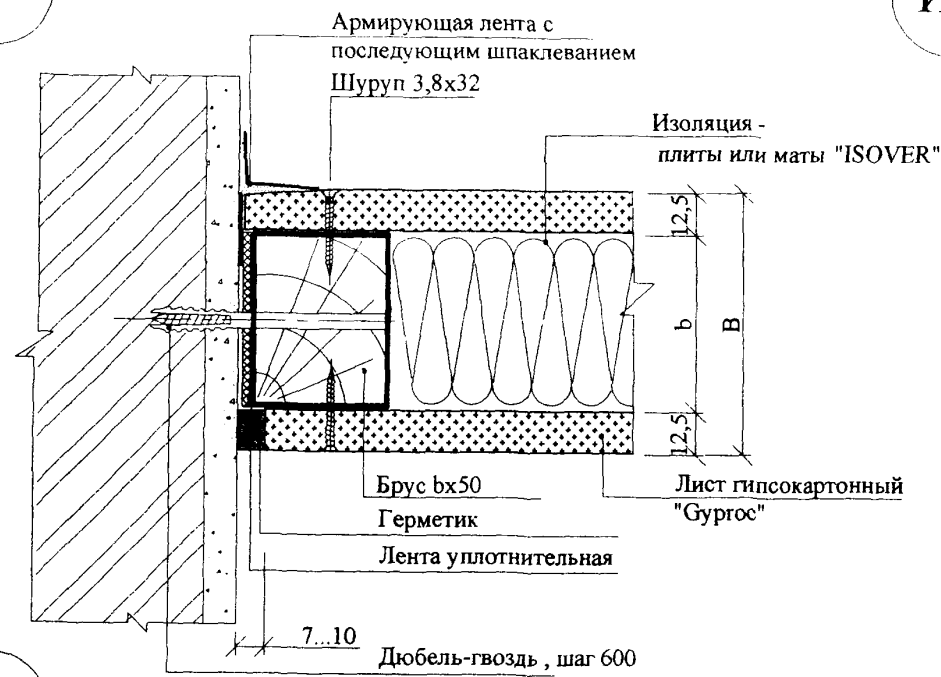 Армирующая лента с
последующим шпаклеванием
Шуруп 3,8х32
Изоляция -
плиты или маты "ISOVER"
12,5
b
B
12,5
Брус bx50
Лист гипсокартонный
"Gyproc"
Герметик
Лента уплотнительная
7...10
Дюбель-гвоздь , шаг 600